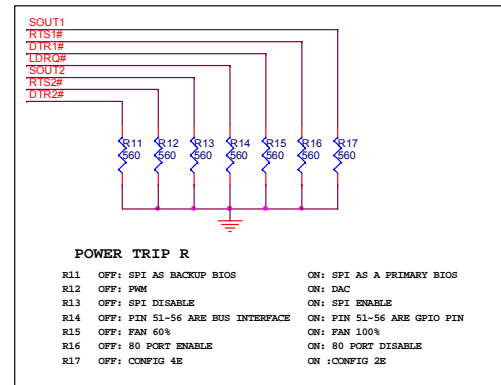 SOUT1
RTS1#
DTR1#
LDRQ#
SOUT2
RTS2#
DTR2#
R11 R12 R13 R14 R15 R16 R17
560 560 560 560 560 560 560
POWER TRIP R
R11 OFF: SPI AS BACKUP BIOS ON: SPI AS A PRIMARY BIOS
R12 OFF: PWM ON: DAC
R13 OFF: SPI DISABLE ON: SPI ENABLE
R14 OFF: PIN 51~56 ARE BUS INTERFACE ON: PIN 51~56 ARE GPIO PIN
R15 OFF: FAN 60% ON: FAN 100%
R16 OFF: 80 PORT ENABLE ON: 80 PORT DISABLE
R17 OFF: CONFIG 4E ON :CONFIG 2E